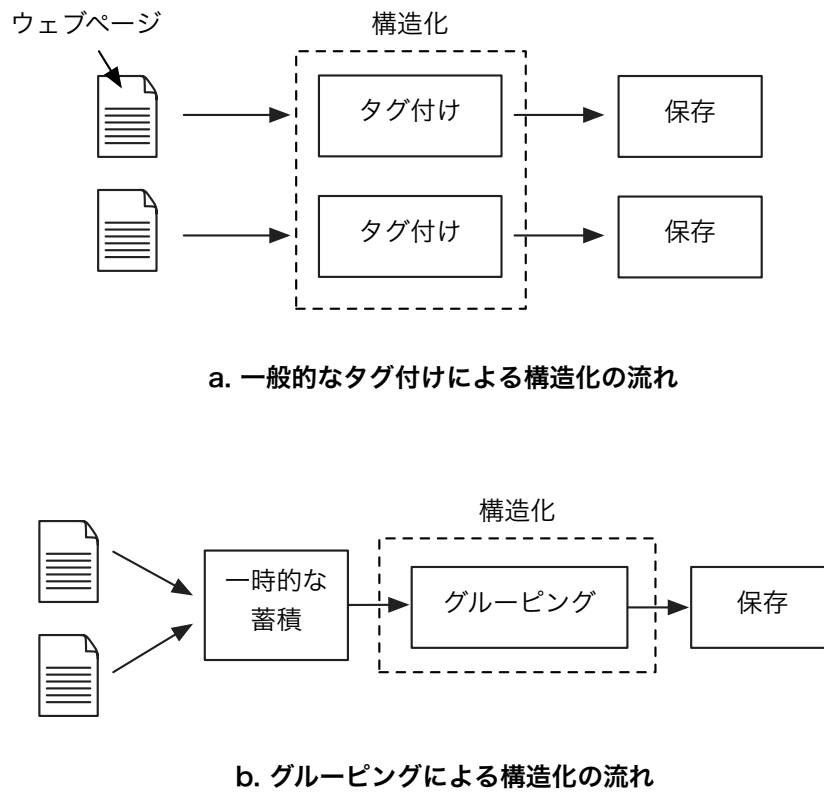 ウェブページ
構造化
タグ付け
保存
タグ付け
保存
a. 一般的なタグ付けによる構造化の流れ
構造化
一時的な
蓄積
グルーピング
保存
b. グルーピングによる構造化の流れ